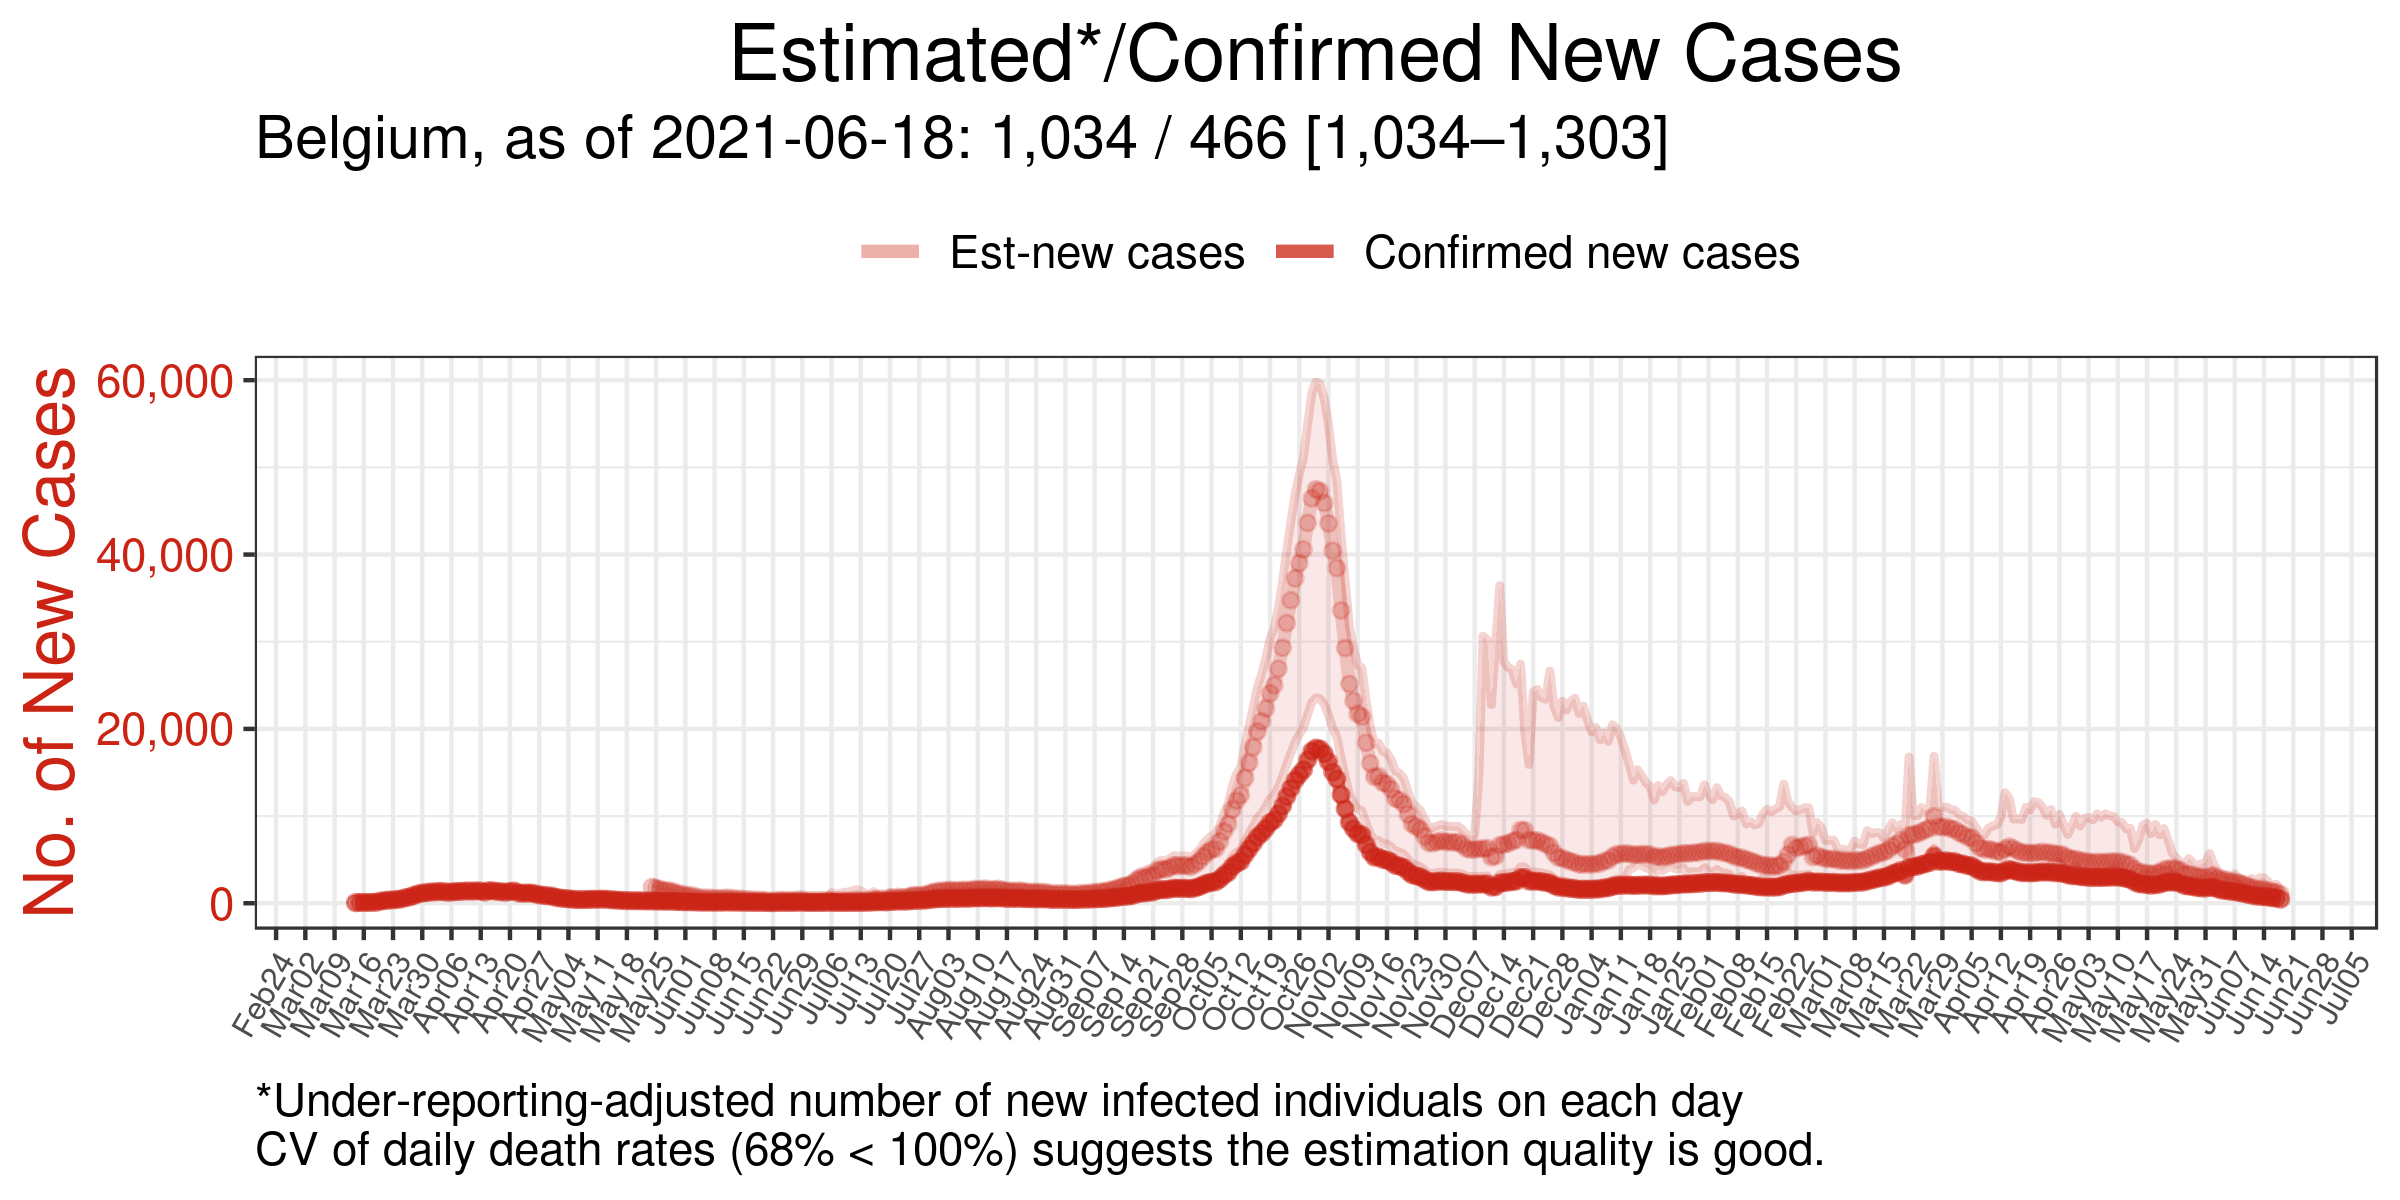 Estimated*/Confirmed New Cases
Belgium, as of 2021-06-18: 1,034 / 466 [1,034–1,303]
Est-new cases
Confirmed new cases
No. of New Cases
60,000
40,000
20,000
0
Feb24
Mar02
Mar09
Mar16
Mar23
Mar30
Apr06
Apr13
Apr20
Apr27
May04
May11
May18
May25
Jun01
Jun08
Jun15
Jun22
Jun29
Jul06
Jul13
Jul20
Jul27
Aug03
Aug10
Aug17
Aug24
Aug31
Sep07
Sep14
Sep21
Sep28
Oct05
Oct12
Oct19
Oct26
Nov02
Nov09
Nov16
Nov23
Nov30
Dec07
Dec14
Dec21
Dec28
Jan04
Jan11
Jan18
Jan25
Feb01
Feb08
Feb15
Feb22
Mar01
Mar08
Mar15
Mar22
Mar29
Apr05
Apr12
Apr19
Apr26
May03
May10
May17
May24
May31
Jun07
Jun14
Jun21
Jun28
Jul05
*Under-reporting-adjusted number of new infected individuals on each day
CV of daily death rates (68% < 100%) suggests the estimation quality is good.